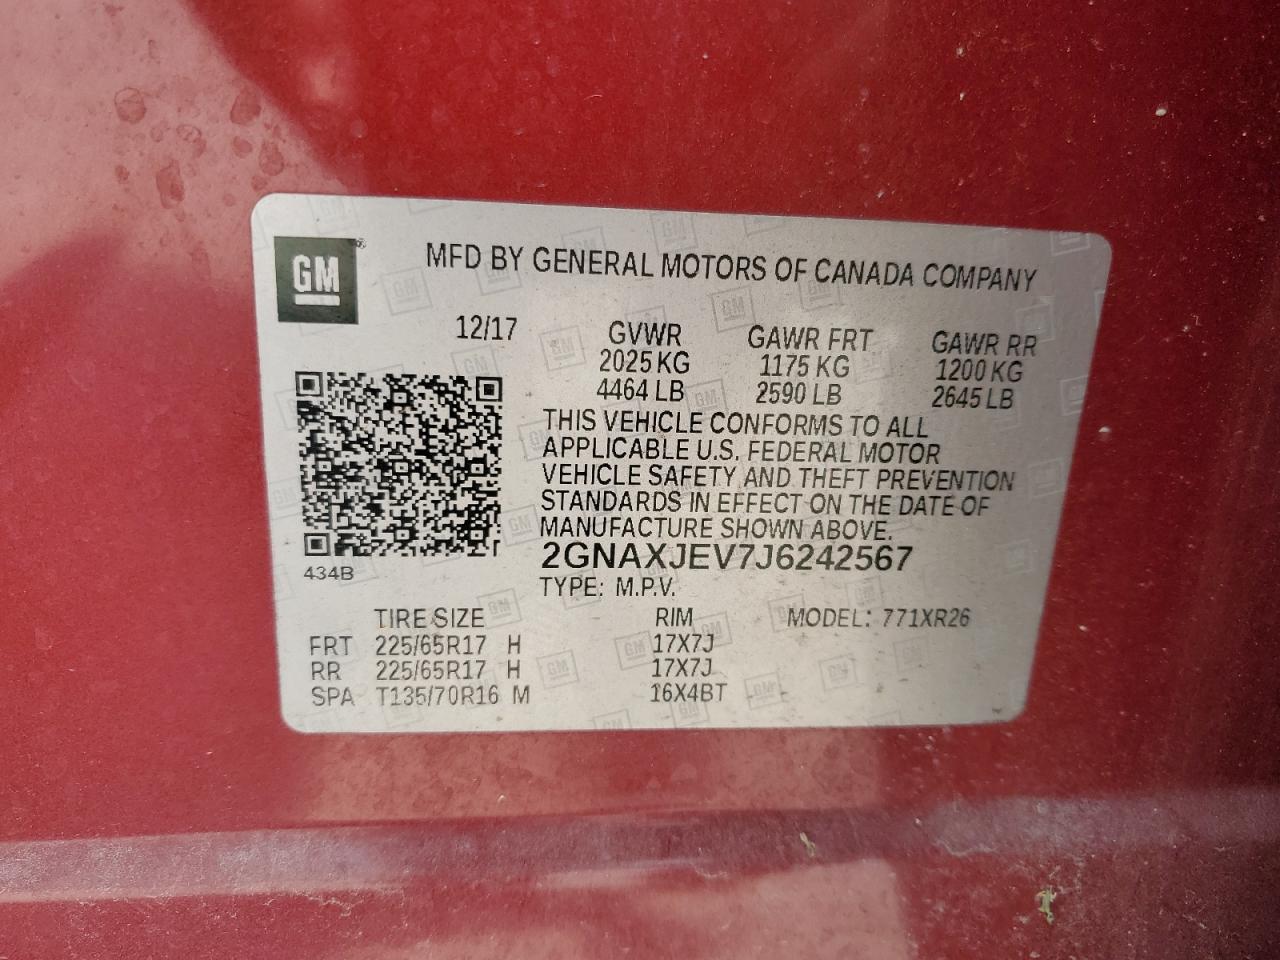 GM
MFD BY GENERAL MOTORS OF CANADA COMPANY
12/17 GVWR GAWR FRT GAWR RR
2025 KG 1175 KG 1200 KG
4464 LB 2590 LB 2645 LB
THIS VEHICLE CONFORMS TO ALL
APPLICABLE U.S. FEDERAL MOTOR
VEHICLE SAFETY AND THEFT PREVENTION
STANDARDS IN EFFECT ON THE DATE OF
MANUFACTURE SHOWN ABOVE.
2GNAXJEV7J6242567
434B
TYPE: M.P.V.
TIRE SIZE RIM MODEL: 771XR26
FRT 225/65R17 H 17X7J
RR 225/65R17 H 17X7J
SPA T135/70R16 M 16X4BT